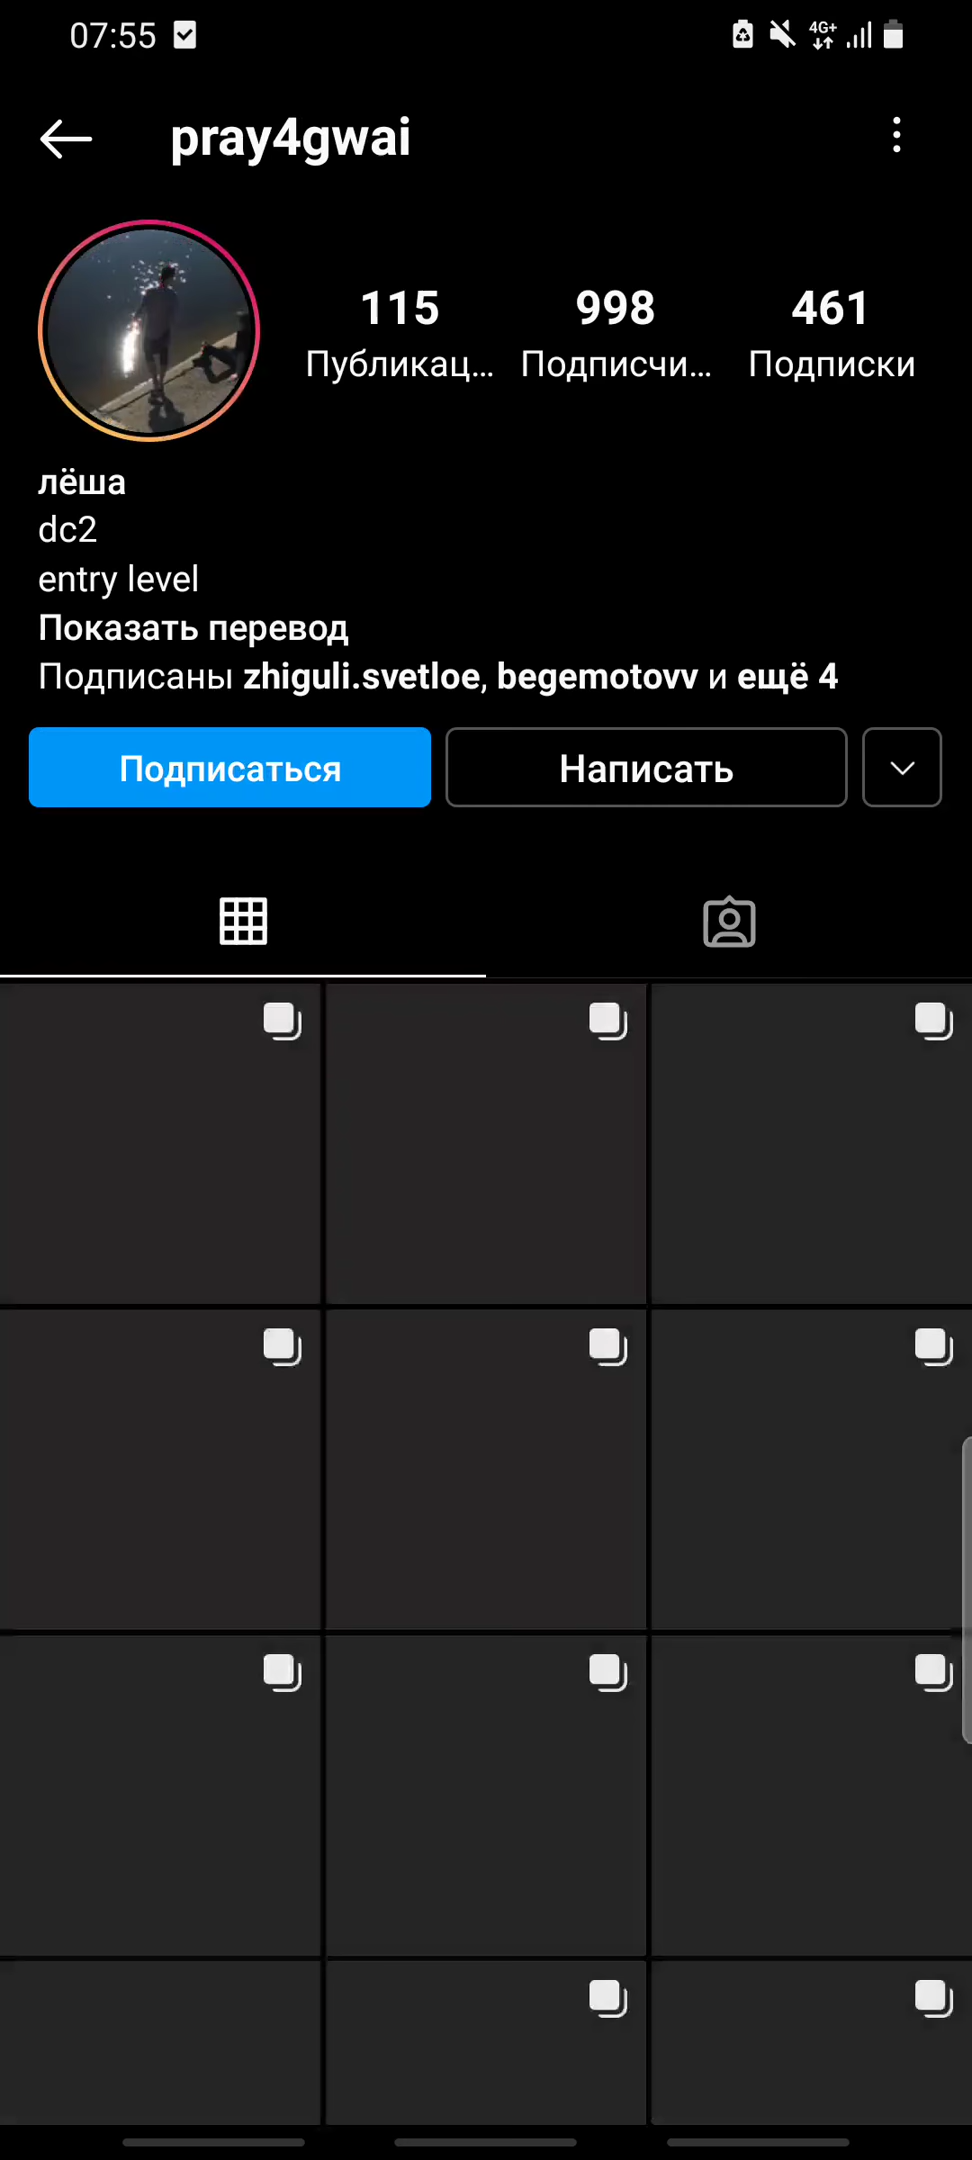 07:55
4G+
pray4gwai
115 998 461
Публикац... Подписчи... Подписки
лёша
dc2
entry level
Показать перевод
Подписаны zhiguli.svetloe, begemotovv и ещё 4
Подписаться Написать